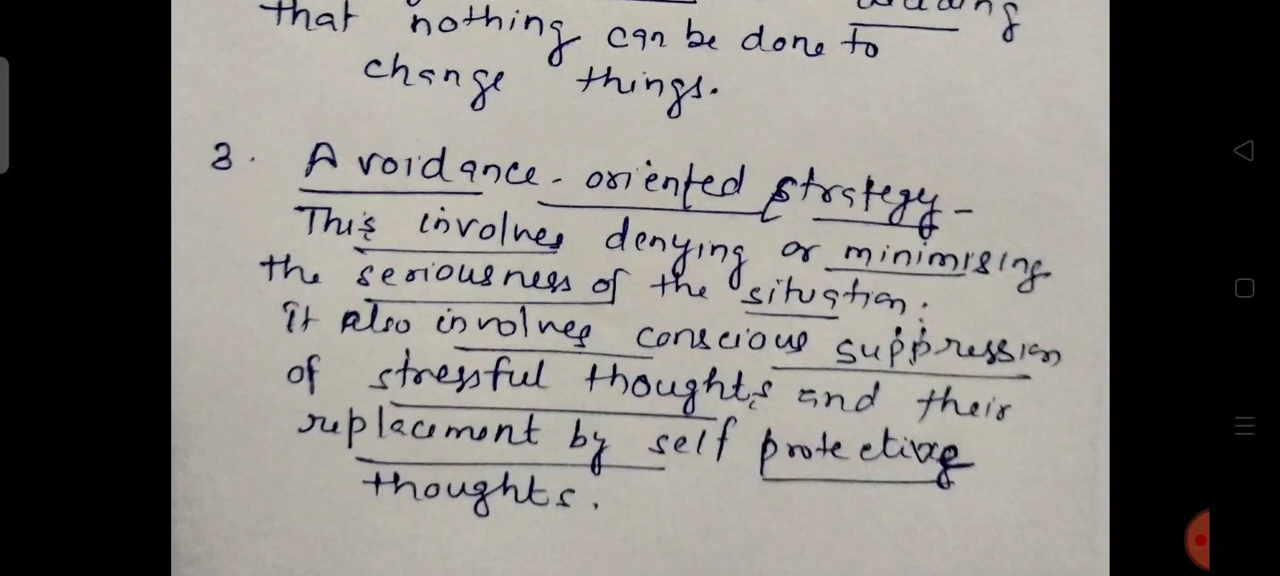 that nothing can be done to
change things.
3. Avoidance-oriented strategy-
This involves denying or minimising
the seriousness of the situation.
It also involves conscious suppression
of stressful thoughts and their
replacement by self protective
thoughts.